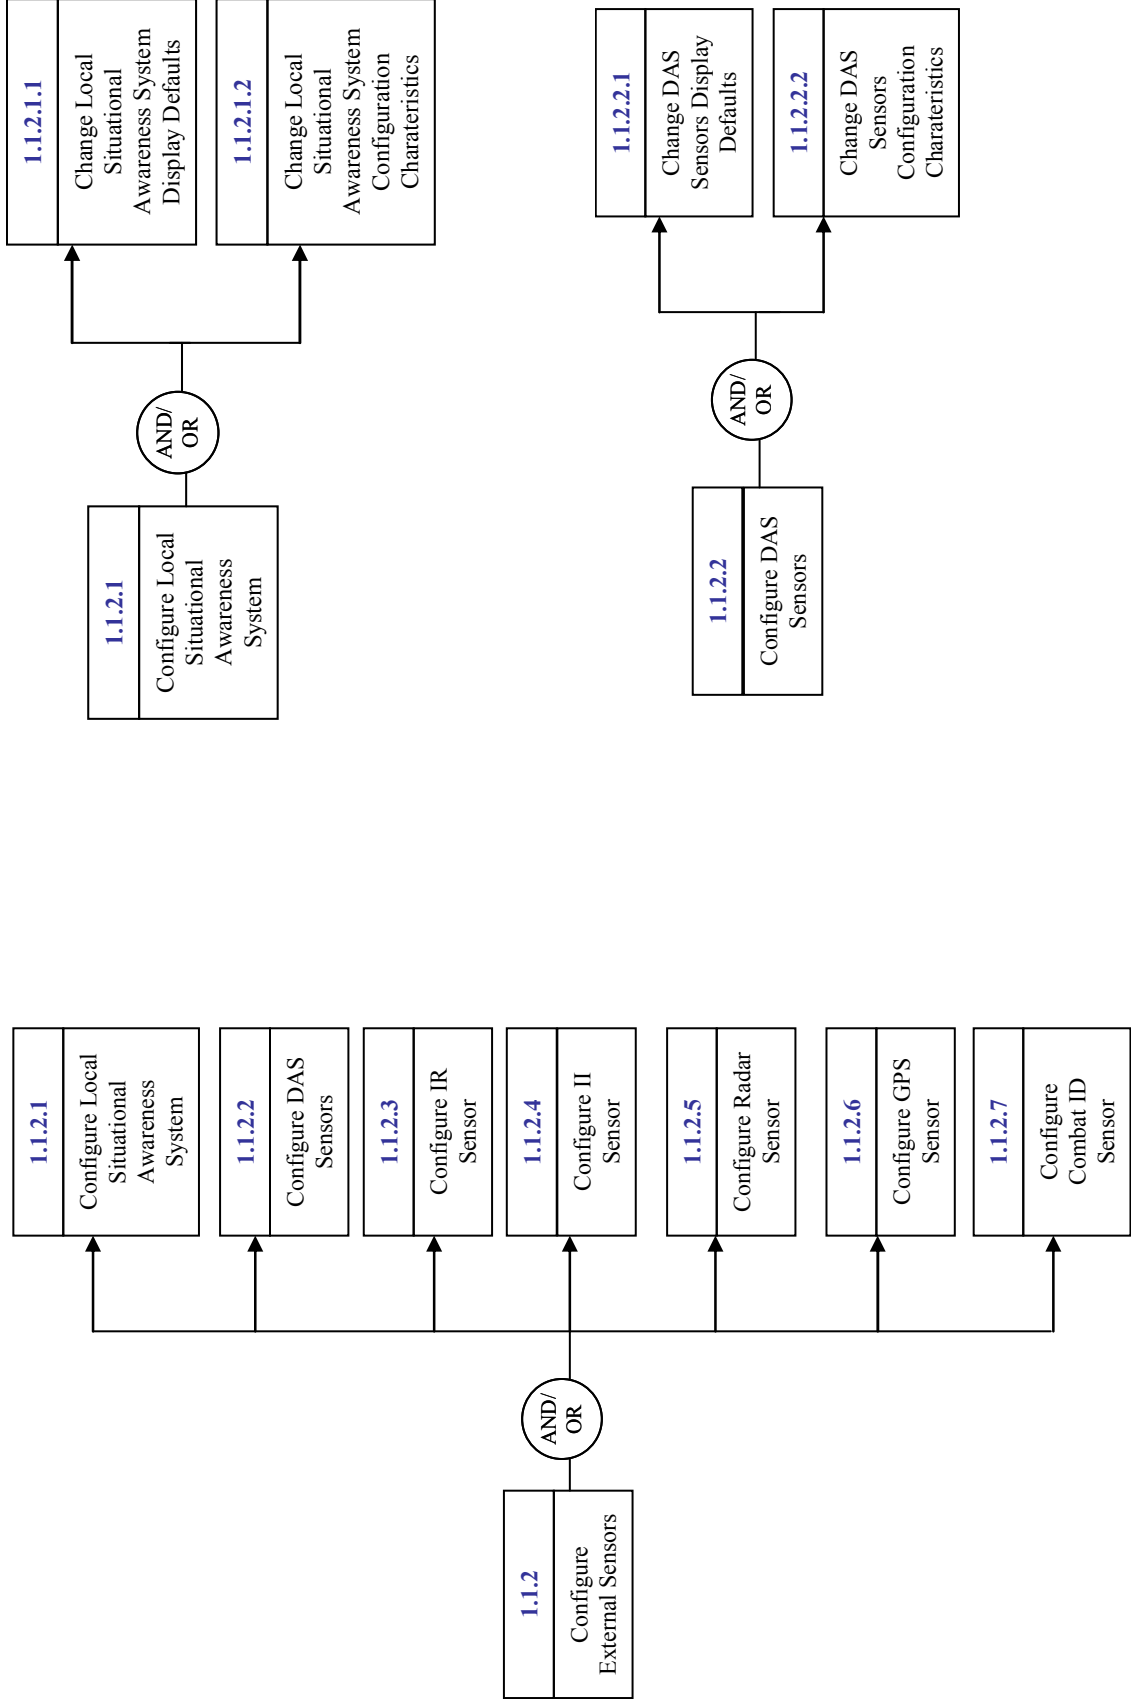 1.1.2
Configure
External Sensors
AND/
OR
1.1.2.1
Configure Local
Situational
Awareness
System
1.1.2.2
Configure DAS
Sensors
1.1.2.3
Configure IR
Sensor
1.1.2.4
Configure II
Sensor
1.1.2.5
Configure Radar
Sensor
1.1.2.6
Configure GPS
Sensor
1.1.2.7
Configure
Combat ID
Sensor
1.1.2.1
Configure Local
Situational
Awareness
System
AND/
OR
1.1.2.1.1
Change Local
Situational
Awareness System
Display Defaults
1.1.2.1.2
Change Local
Situational
Awareness System
Configuration
Charateristics
1.1.2.2
Configure DAS
Sensors
AND/
OR
1.1.2.2.1
Change DAS
Sensors Display
Defaults
1.1.2.2.2
Change DAS
Sensors
Configuration
Charateristics